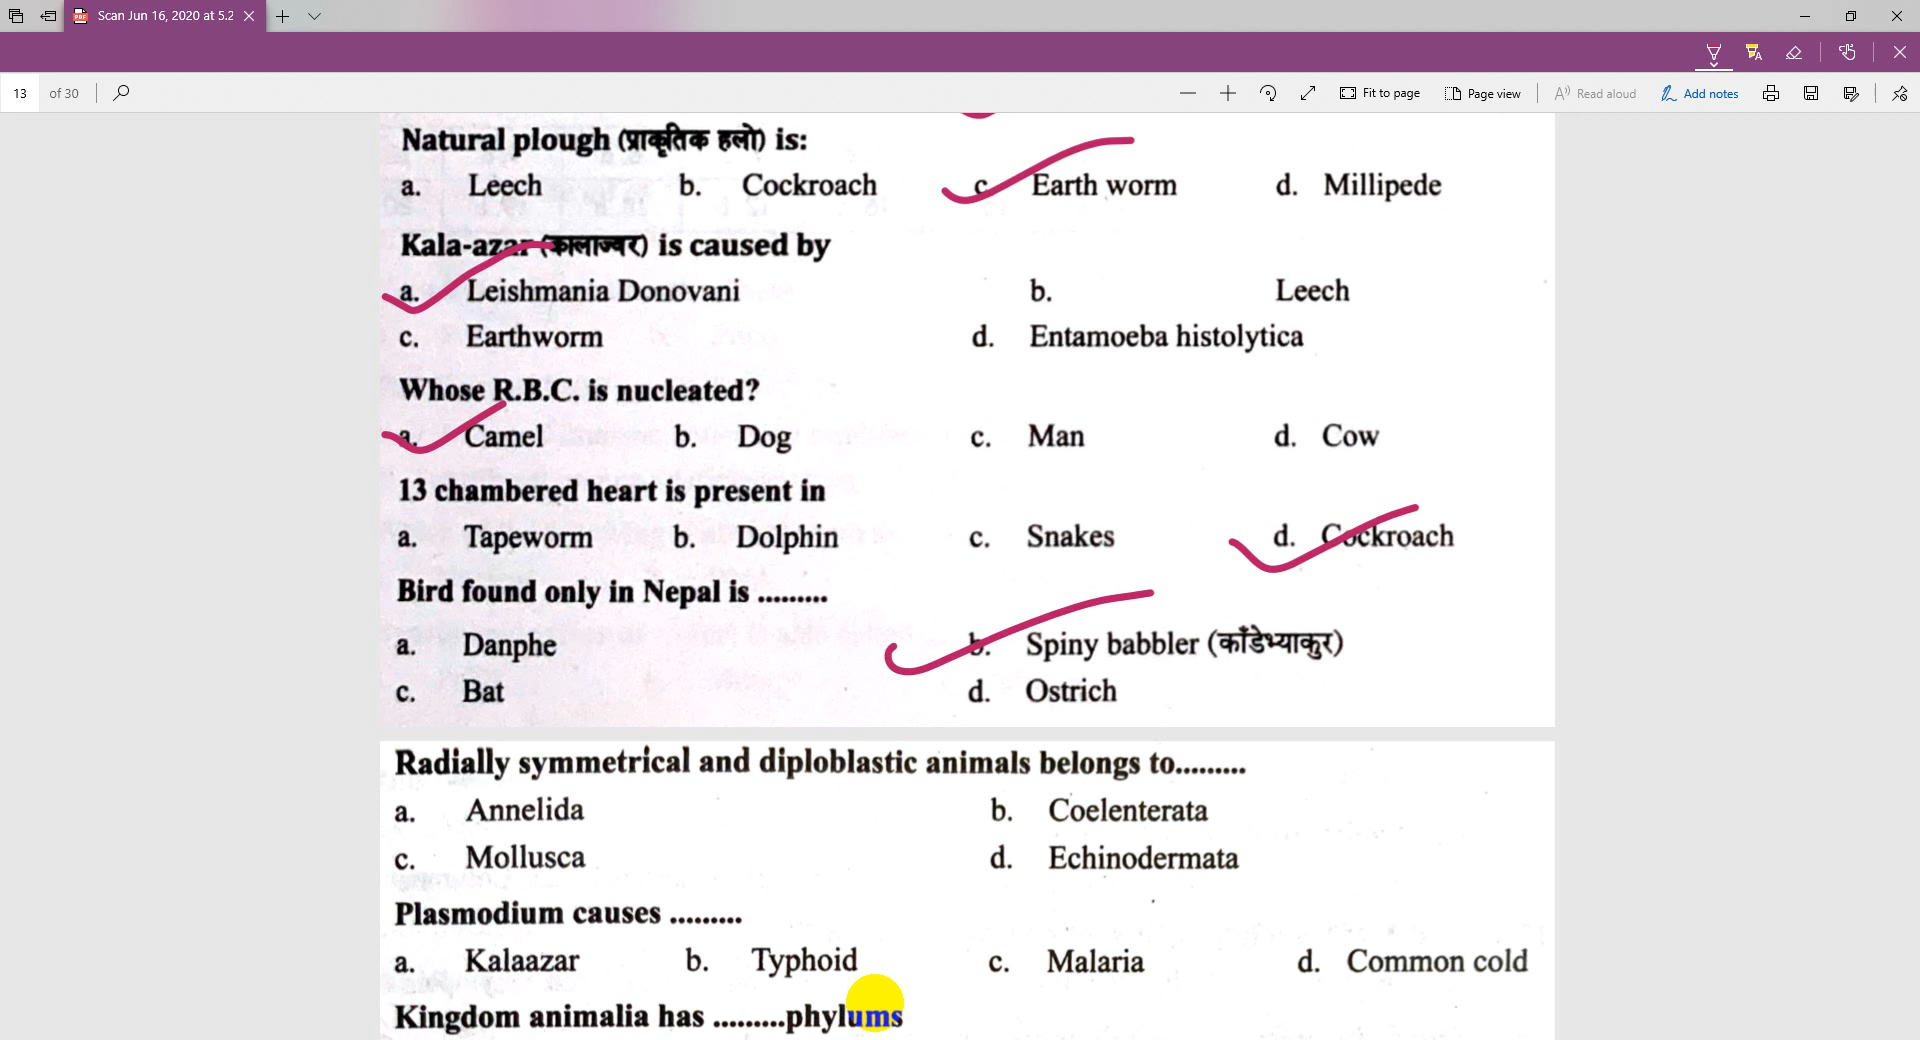 Scan Jun 16, 2020 at 5.2
13 of 30
Fit to page
Page view
Read aloud
Add notes
Natural plough (प्राकृतिक हलो) is:
a. Leech b. Cockroach c. Earth worm d. Millipede
Kala-azar (कालाज्वर) is caused by
a. Leishmania Donovani b. Leech
c. Earthworm d. Entamoeba histolytica
Whose R.B.C. is nucleated?
a. Camel b. Dog c. Man d. Cow
13 chambered heart is present in
a. Tapeworm b. Dolphin c. Snakes d. Cockroach
Bird found only in Nepal is .........
a. Danphe b. Spiny babbler (काँडेभ्याकुर)
c. Bat d. Ostrich
Radially symmetrical and diploblastic animals belongs to.........
a. Annelida b. Coelenterata
c. Mollusca d. Echinodermata
Plasmodium causes .........
a. Kalaazar b. Typhoid c. Malaria d. Common cold
Kingdom animalia has .........phylums